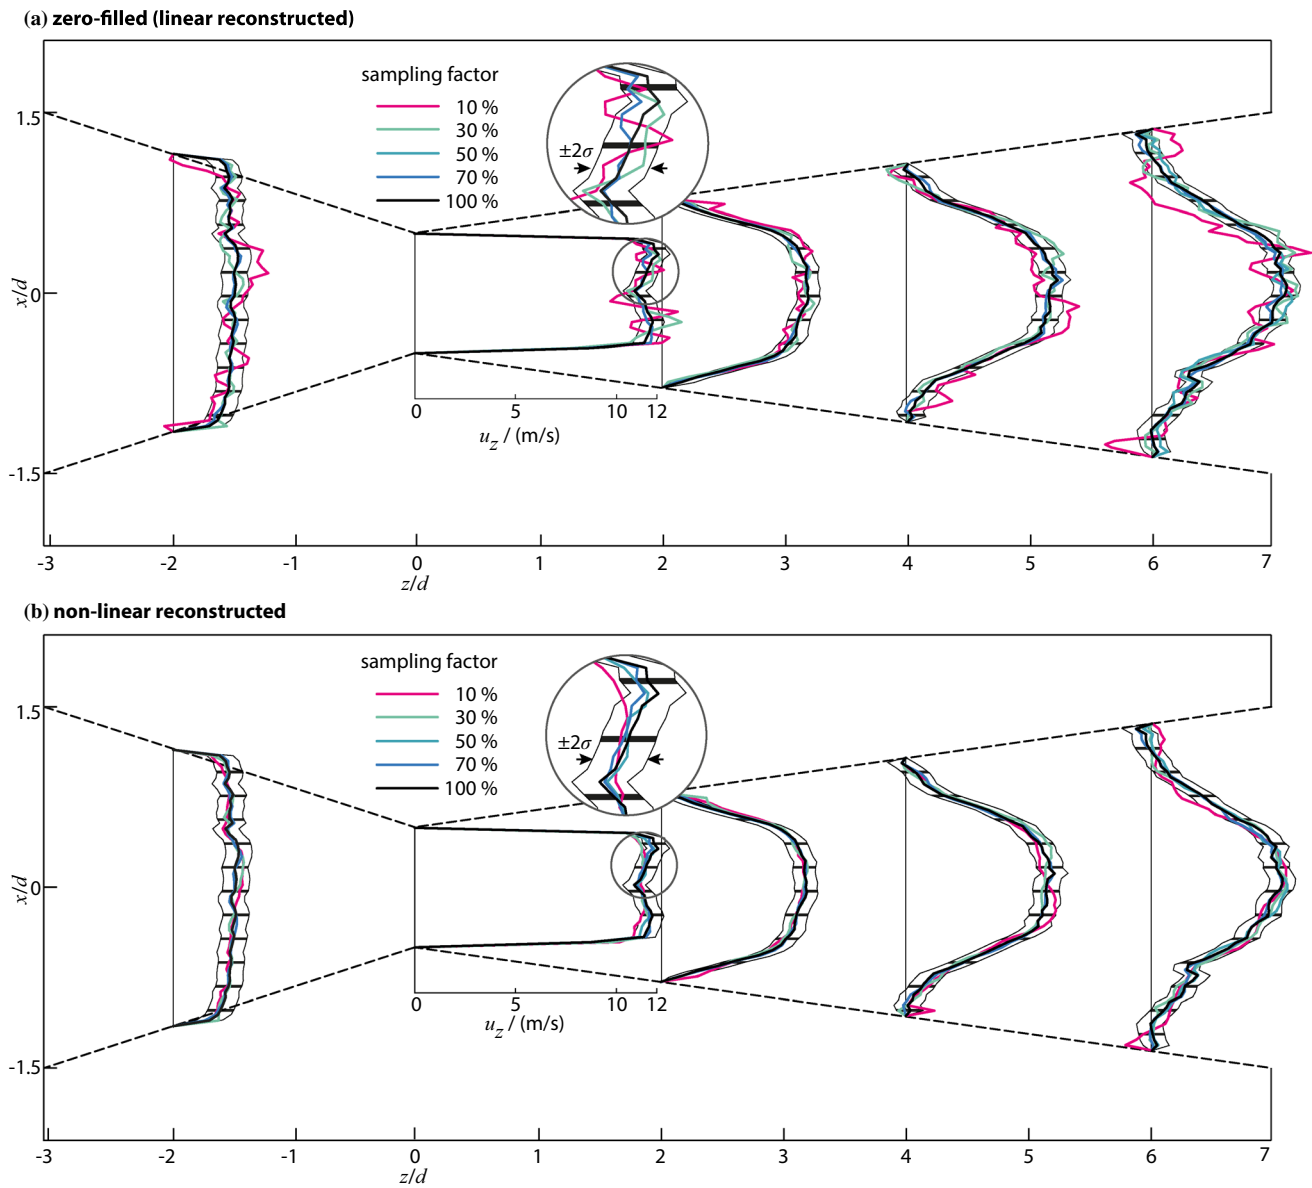 (a) zero-filled (linear reconstructed)
sampling factor
10 %
30 %
50 %
70 %
100 %
±2σ
1.5
x/d
0
-1.5
0 5 10 12
u_z / (m/s)
-3 -2 -1 0 1 2 3 4 5 6 7
z/d
(b) non-linear reconstructed
sampling factor
10 %
30 %
50 %
70 %
100 %
±2σ
1.5
x/d
0
-1.5
0 5 10 12
u_z / (m/s)
-3 -2 -1 0 1 2 3 4 5 6 7
z/d